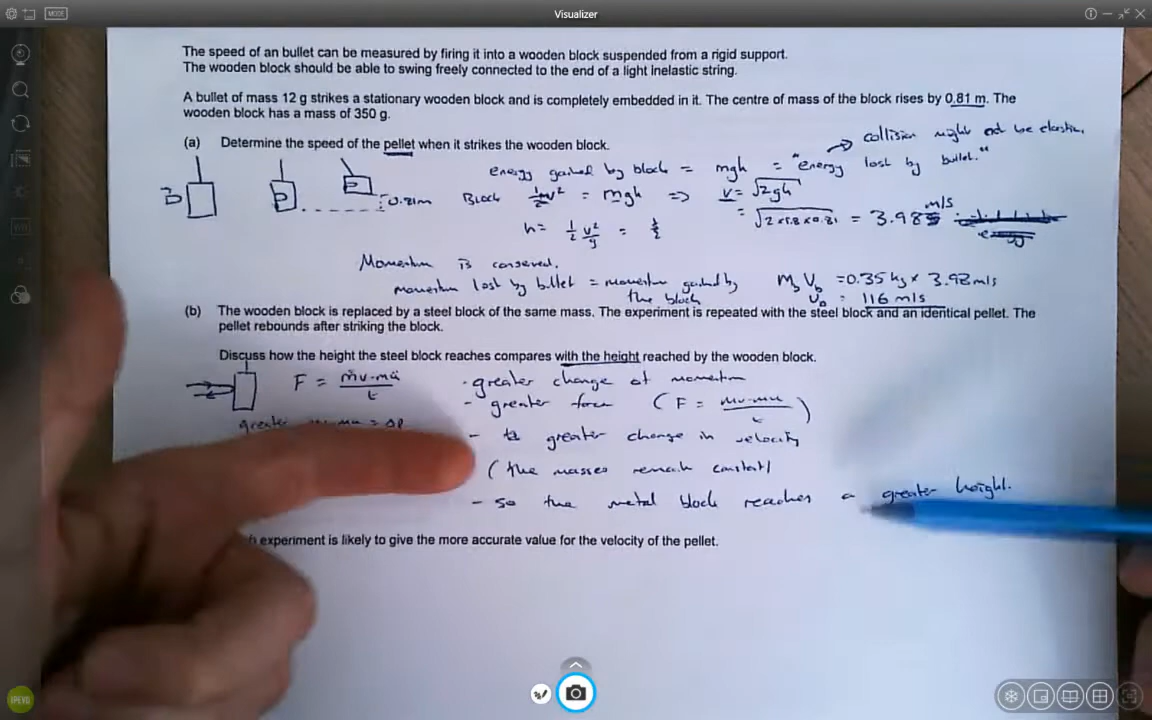 MODE
Visualizer
The speed of an bullet can be measured by firing it into a wooden block suspended from a rigid support.
The wooden block should be able to swing freely connected to the end of a light inelastic string.
A bullet of mass 12 g strikes a stationary wooden block and is completely embedded in it. The centre of mass of the block rises by 0.81 m. The
wooden block has a mass of 350 g.
collision might not be elastic.
(a) Determine the speed of the pellet when it strikes the wooden block.
energy gained by block = mgh = "energy lost by bullet."
0.81m
Block ½mv² = mgh ⇒ v = √2gh
= √2×9.8×0.81 = 3.98 m/s
h = ½ v²/g =
Momentum is conserved.
momentum lost by bullet = momentum gained by the block
= 0.35 kg × 3.98 m/s
: 116 m/s
(b) The wooden block is replaced by a steel block of the same mass. The experiment is repeated with the steel block and an identical pellet. The
pellet rebounds after striking the block.
Discuss how the height the steel block reaches compares with the height reached by the wooden block.
F = mv-mu / t
greater
· greater change of momentum
- greater force (F = mv-mu / t)
- greater change in velocity
(the masses remain constant)
- so the metal block reaches a greater height.
experiment is likely to give the more accurate value for the velocity of the pellet.
IPEVO